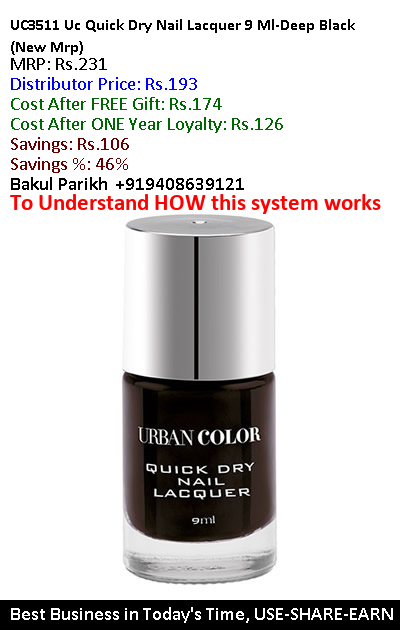 UC3511 Uc Quick Dry Nail Lacquer 9 Ml-Deep Black
(New Mrp)
MRP: Rs.231
Distributor Price: Rs.193
Cost After FREE Gift: Rs.174
Cost After ONE Year Loyalty: Rs.126
Savings: Rs.106
Savings %: 46%
Bakul Parikh +919408639121
To Understand HOW this system works
URBAN COLOR
QUICK DRY
NAIL
LACQUER
9ml
Best Business in Today's Time, USE-SHARE-EARN